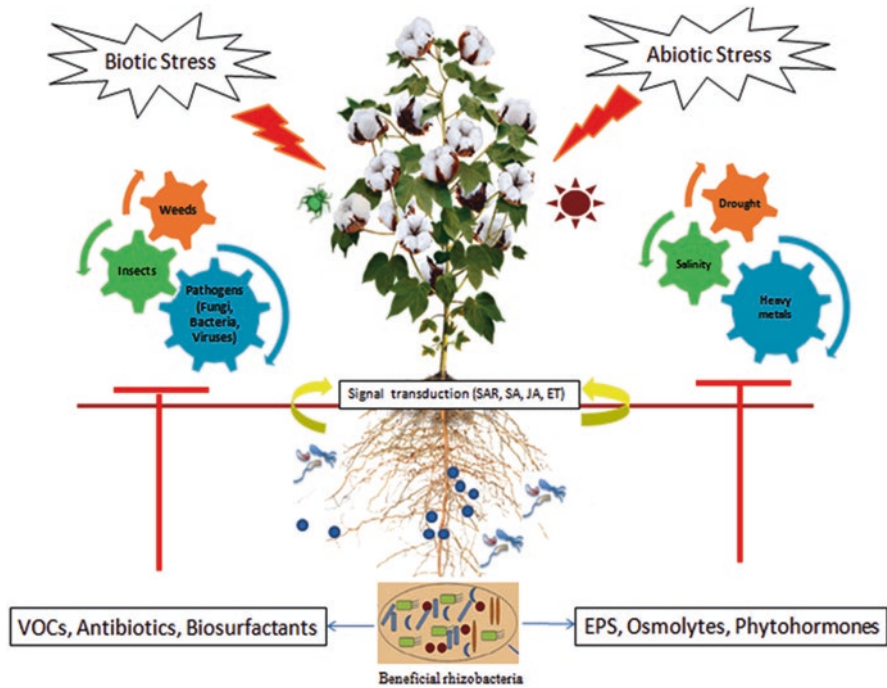 Biotic Stress
Abiotic Stress
Weeds
Insects
Pathogens
(Fungi,
Bacteria,
Viruses)
Drought
Salinity
Heavy
metals
Signal transduction (SAR, SA, JA, ET)
VOCs, Antibiotics, Biosurfactants
EPS, Osmolytes, Phytohormones
Beneficial rhizobacteria